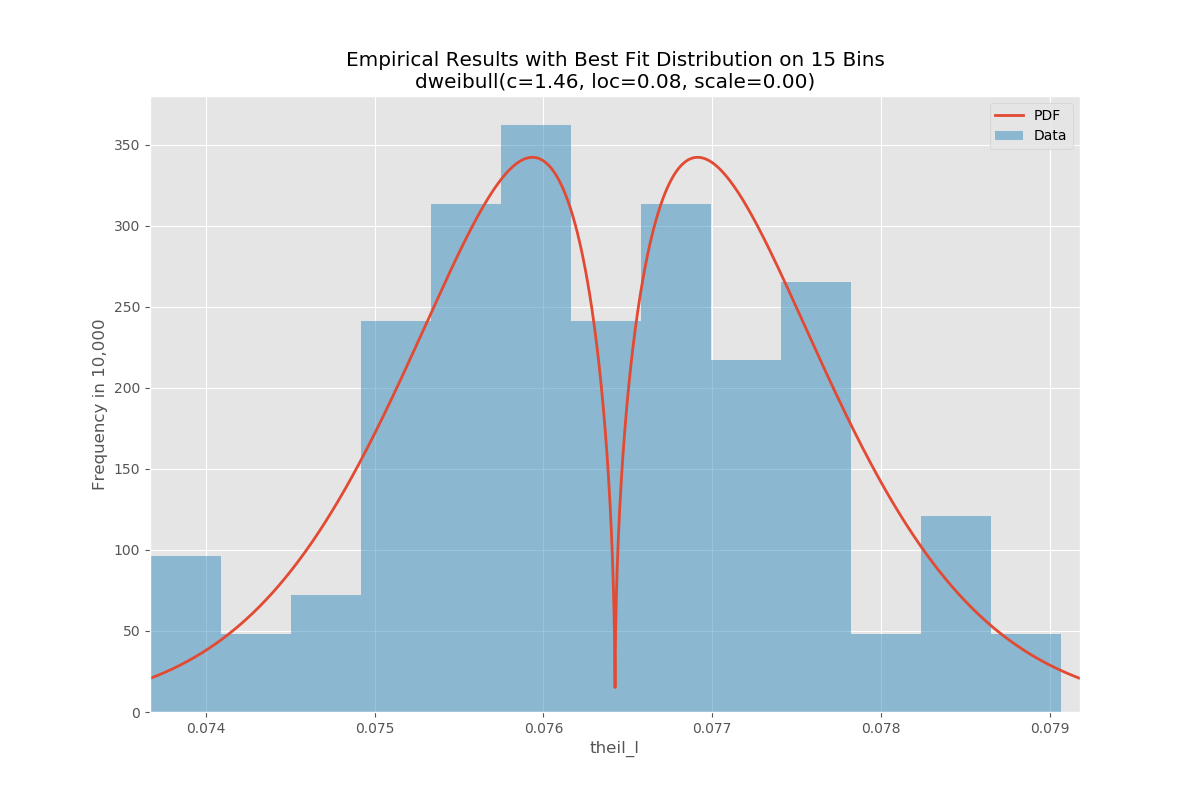 Empirical Results with Best Fit Distribution on 15 Bins
dweibull(c=1.46, loc=0.08, scale=0.00)
PDF
Data
350
300
250
200
150
100
50
0
Frequency in 10,000
0.074 0.075 0.076 0.077 0.078 0.079
theil_l